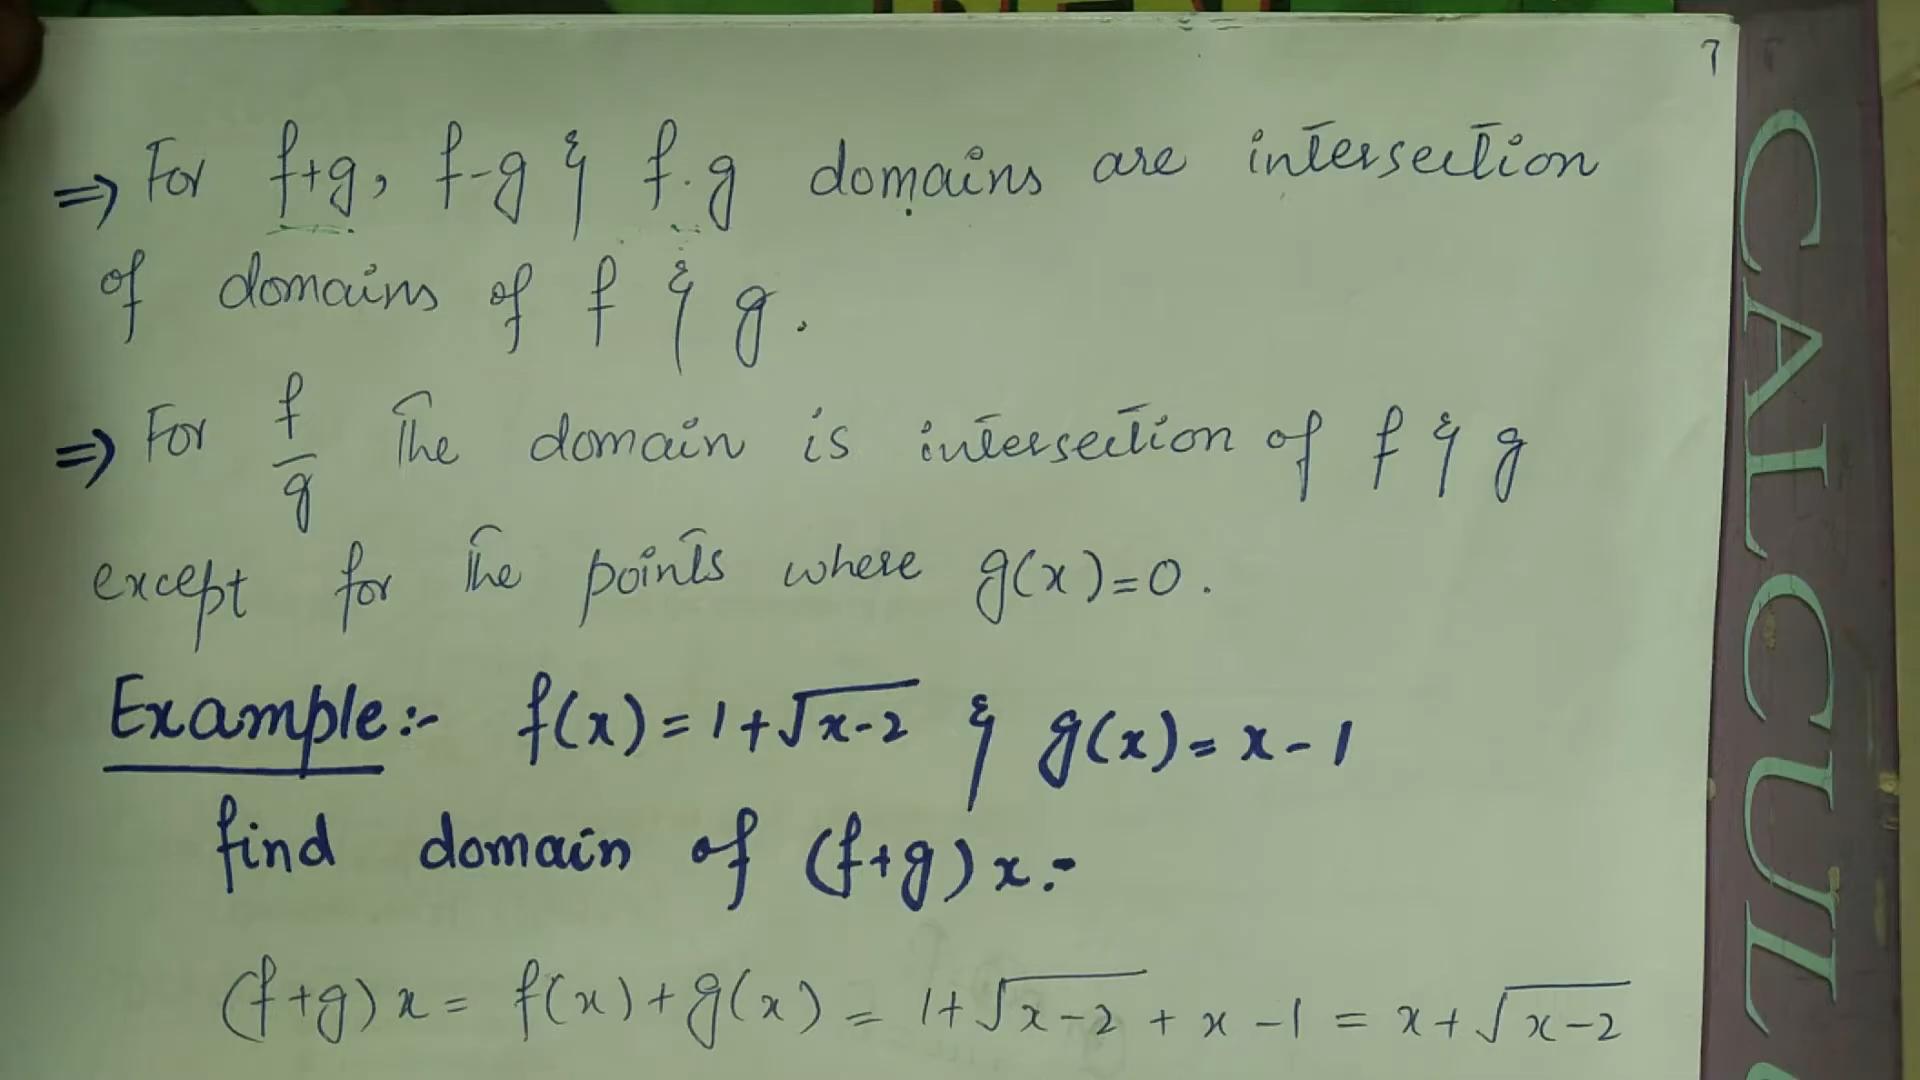 7
⇒ For f+g, f-g & f.g domains are intersection
of domains of f & g.
⇒ For f/g The domain is intersection of f & g
except for The points where g(x)=0.
Example:- f(x)=1+√x-2 & g(x)=x-1
find domain of (f+g)x:-
(f+g)x= f(x)+g(x) = 1+√x-2 + x -1 = x+√x-2
CALCUL